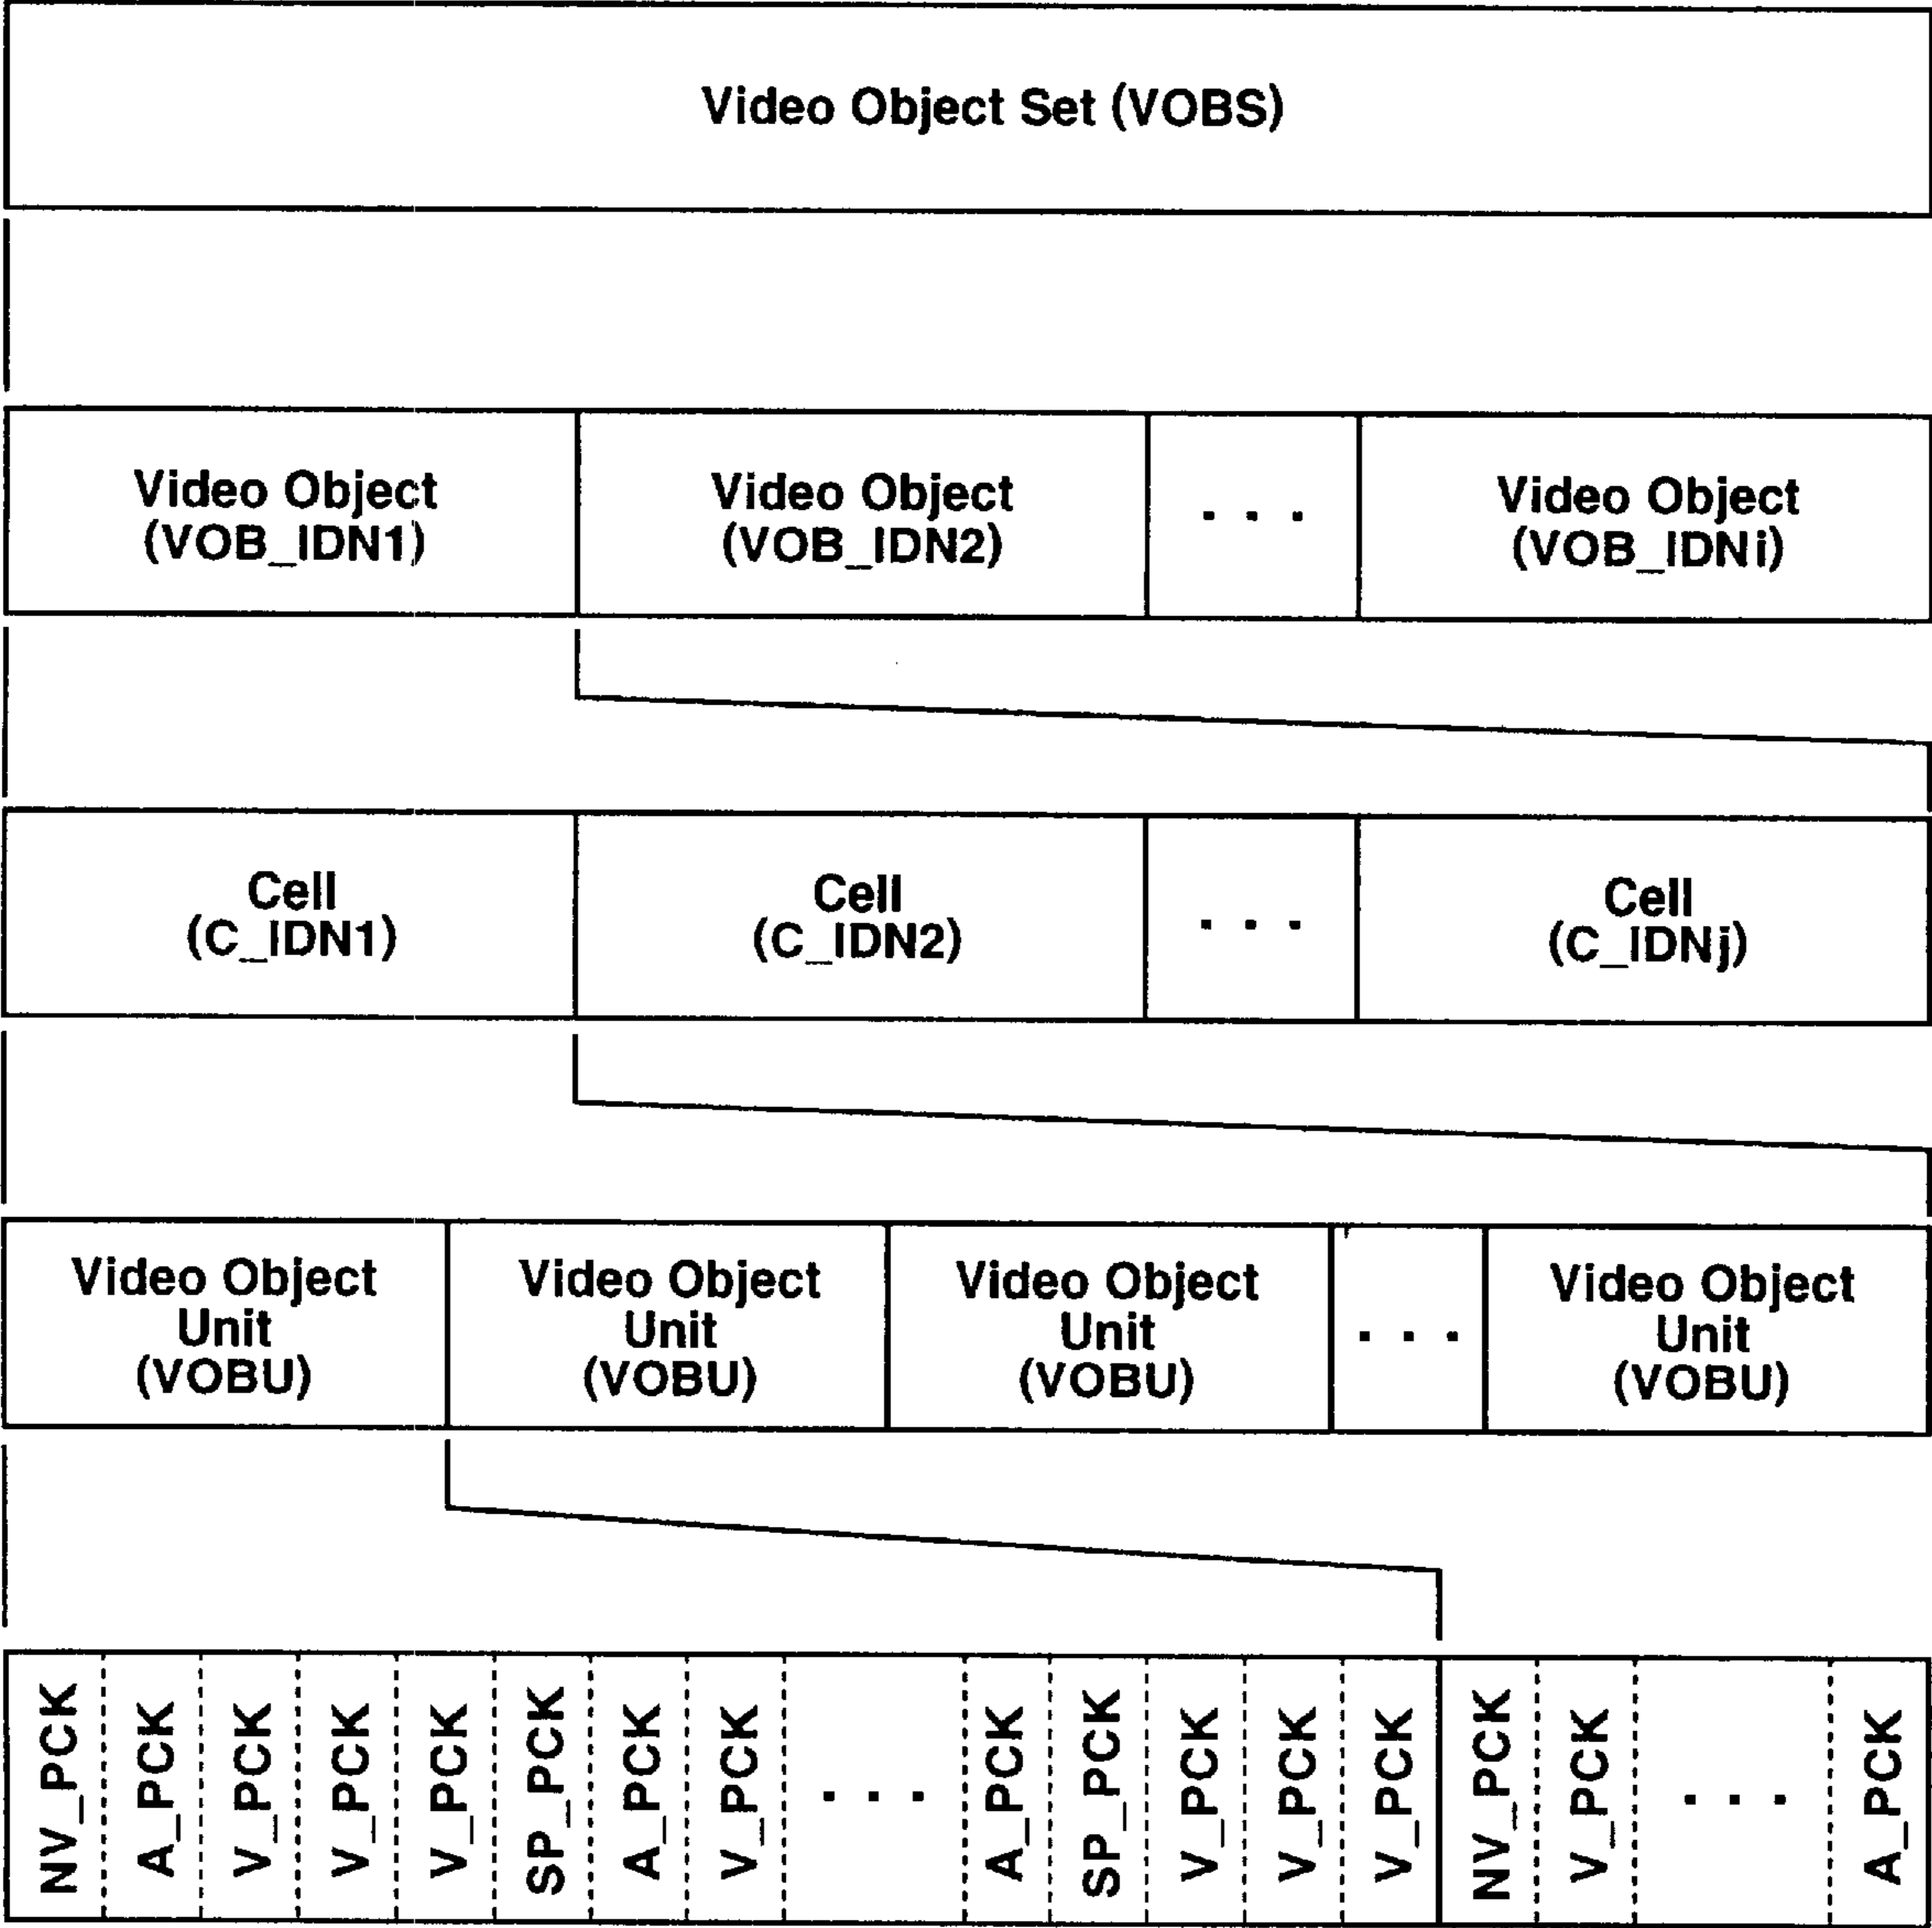 Video Object Set (VOBS)
Video Object
(VOB_IDN1)
Video Object
(VOB_IDN2)
. . .
Video Object
(VOB_IDNi)
Cell
(C_IDN1)
Cell
(C_IDN2)
. . .
Cell
(C_IDNj)
Video Object
Unit
(VOBU)
Video Object
Unit
(VOBU)
Video Object
Unit
(VOBU)
. . .
Video Object
Unit
(VOBU)
NV_PCK
A_PCK
V_PCK
V_PCK
V_PCK
SP_PCK
A_PCK
V_PCK
. . .
A_PCK
SP_PCK
V_PCK
V_PCK
V_PCK
NV_PCK
V_PCK
. . .
A_PCK